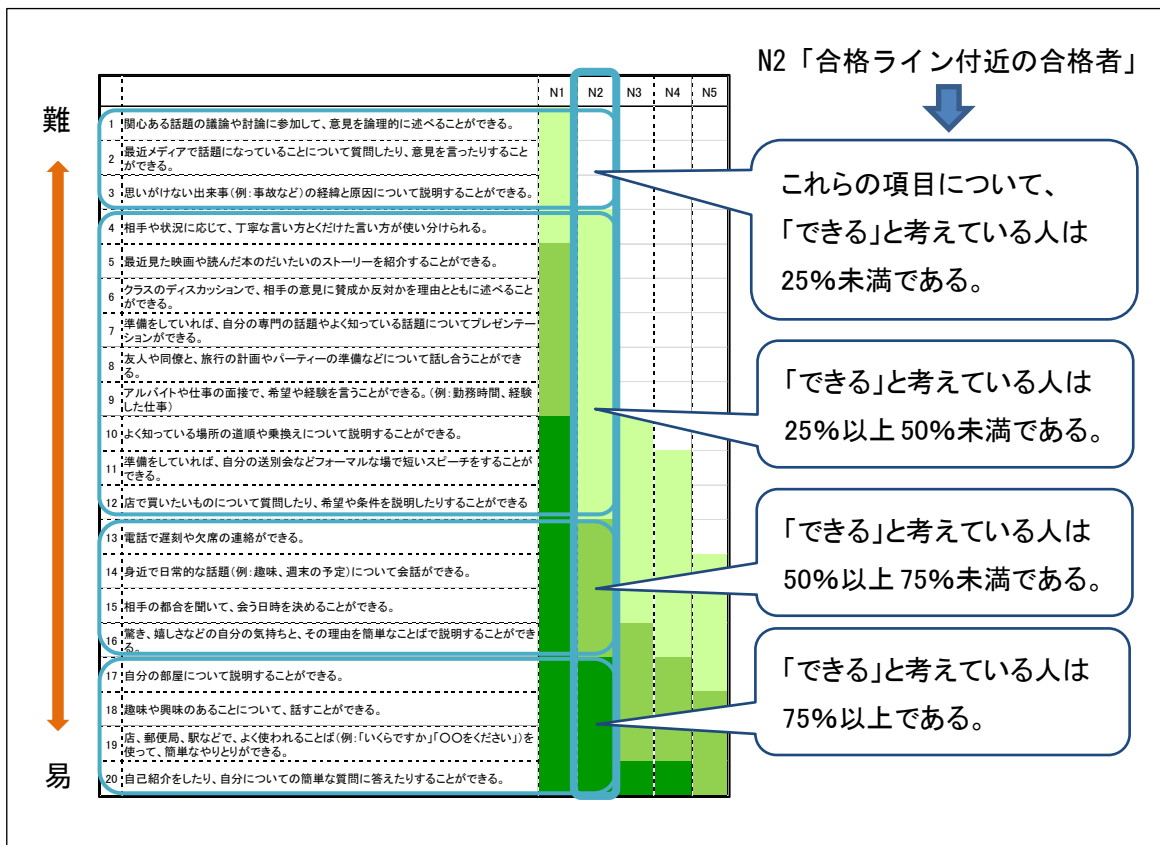 N2「合格ライン付近の合格者」
難
易
N1 N2 N3 N4 N5
1 関心ある話題の議論や討論に参加して、意見を論理的に述べることができる。
2 最近メディアで話題になっていることについて質問したり、意見を言ったりすること
ができる。
3 思いがけない出来事(例:事故など)の経緯と原因について説明することができる。
4 相手や状況に応じて、丁寧な言い方とくだけた言い方が使い分けられる。
5 最近見た映画や読んだ本のだいたいのストーリーを紹介することができる。
6 クラスのディスカッションで、相手の意見に賛成か反対かを理由とともに述べること
ができる。
7 準備をしていれば、自分の専門の話題やよく知っている話題についてプレゼンテー
ションができる。
8 友人や同僚と、旅行の計画やパーティーの準備などについて話し合うことができ
る。
9 アルバイトや仕事の面接で、希望や経験を言うことができる。(例:勤務時間、経験
した仕事)
10 よく知っている場所の道順や乗換えについて説明することができる。
11 準備をしていれば、自分の送別会などフォーマルな場で短いスピーチをすることが
できる。
12 店で買いたいものについて質問したり、希望や条件を説明したりすることができる
13 電話で遅刻や欠席の連絡ができる。
14 身近で日常的な話題(例:趣味、週末の予定)について会話ができる。
15 相手の都合を聞いて、会う日時を決めることができる。
16 驚き、嬉しさなどの自分の気持ちと、その理由を簡単なことばで説明することができ
る。
17 自分の部屋について説明することができる。
18 趣味や興味のあることについて、話すことができる。
19 店、郵便局、駅などで、よく使われることば(例:「いくらですか」「〇〇をください」)を
使って、簡単なやりとりができる。
20 自己紹介をしたり、自分についての簡単な質問に答えたりすることができる。
これらの項目について、
「できる」と考えている人は
25%未満である。
「できる」と考えている人は
25%以上 50%未満である。
「できる」と考えている人は
50%以上 75%未満である。
「できる」と考えている人は
75%以上である。